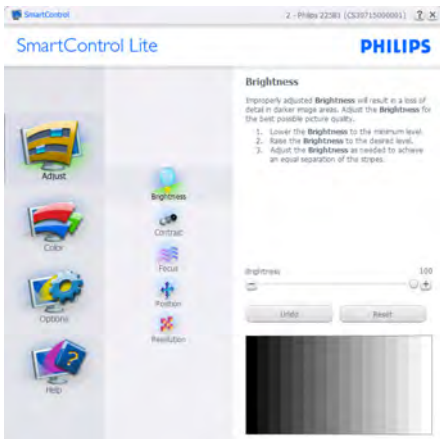 SmartControl
2 - Philips 225B1 (CS30715000001)
? X
SmartControl Lite
PHILIPS
Brightness
Improperly adjusted Brightness will result in a loss of
detail in darker image areas. Adjust the Brightness for
the best possible picture quality.
1. Lower the Brightness to the minimum level.
2. Raise the Brightness to the desired level.
3. Adjust the Brightness as needed to achieve
an equal separation of the stripes.
Adjust
Color
Options
Help
Brightness
Contrast
Focus
Position
Resolution
Brightness 100
Undo Reset